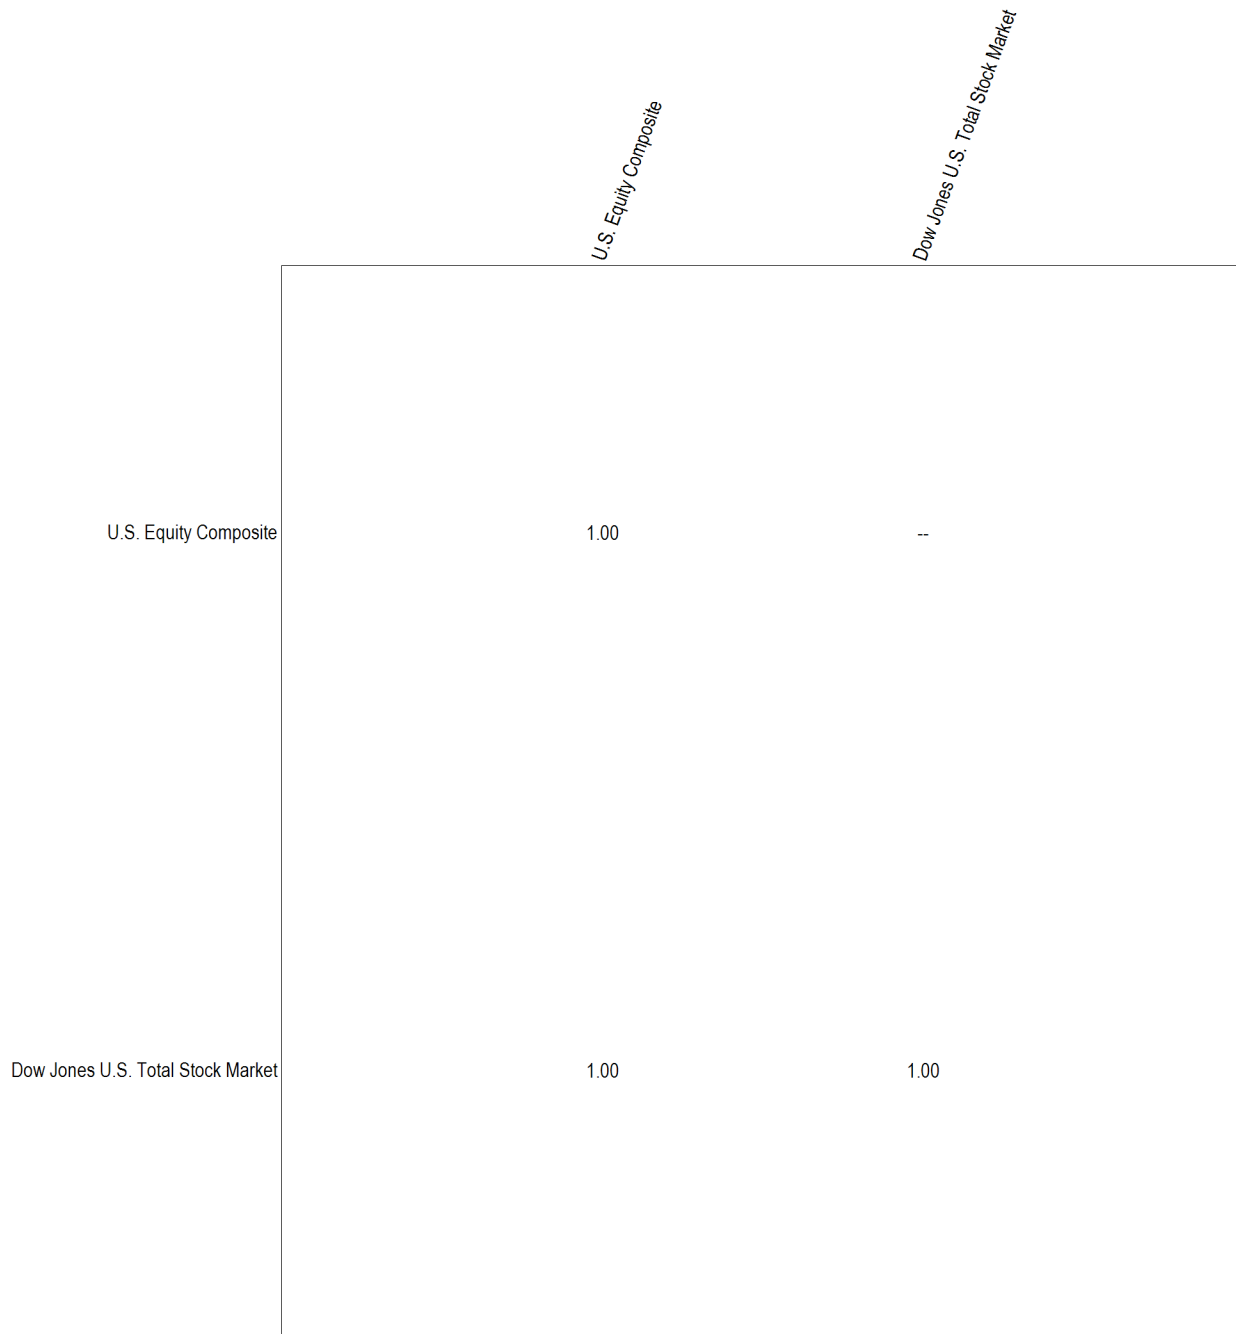 U.S. Equity Composite
Dow Jones U.S. Total Stock Market
U.S. Equity Composite 1.00 --
Dow Jones U.S. Total Stock Market 1.00 1.00